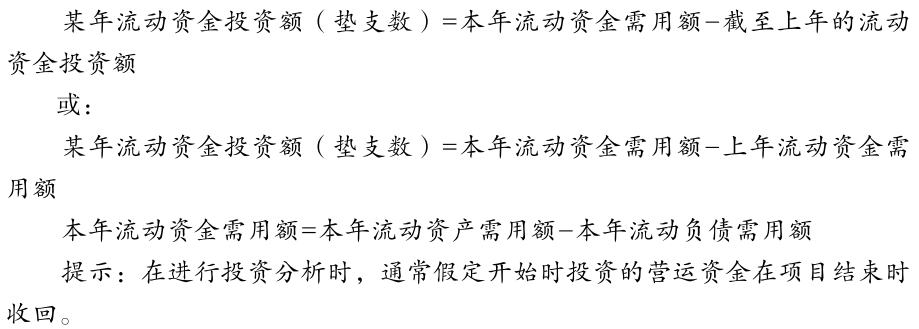 某年流动资金投资额（垫支数）=本年流动资金需用额–截至上年的流动
资金投资额
或：
某年流动资金投资额（垫支数）=本年流动资金需用额–上年流动资金需
用额
本年流动资金需用额=本年流动资产需用额–本年流动负债需用额
提示：在进行投资分析时，通常假定开始时投资的营运资金在项目结束时
收回。